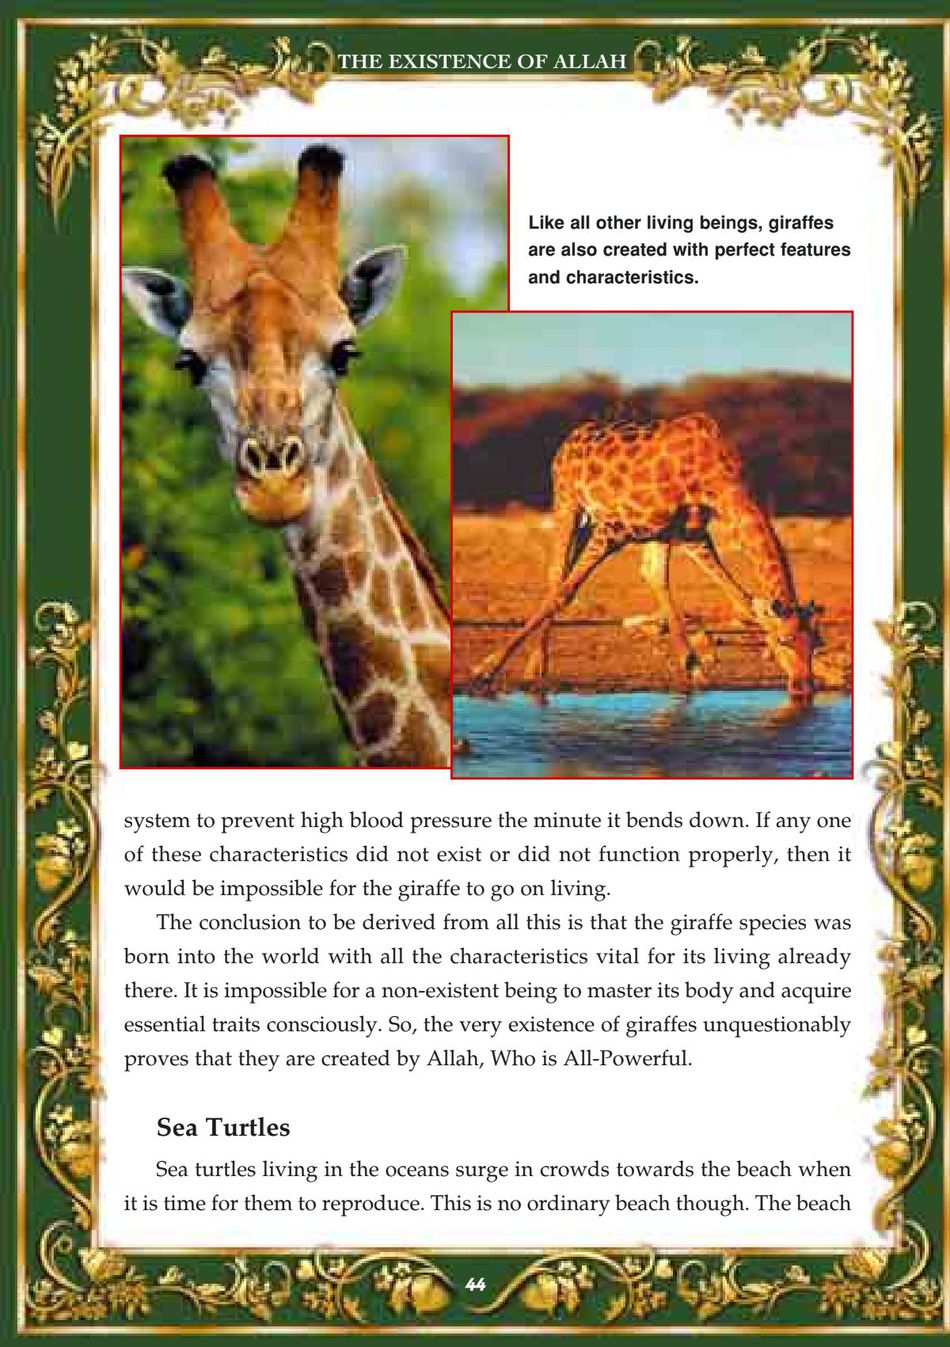 THE EXISTENCE OF ALLAH
Like all other living beings, giraffes
are also created with perfect features
and characteristics.
system to prevent high blood pressure the minute it bends down. If any one
of these characteristics did not exist or did not function properly, then it
would be impossible for the giraffe to go on living.
The conclusion to be derived from all this is that the giraffe species was
born into the world with all the characteristics vital for its living already
there. It is impossible for a non-existent being to master its body and acquire
essential traits consciously. So, the very existence of giraffes unquestionably
proves that they are created by Allah, Who is All-Powerful.
Sea Turtles
Sea turtles living in the oceans surge in crowds towards the beach when
it is time for them to reproduce. This is no ordinary beach though. The beach
44